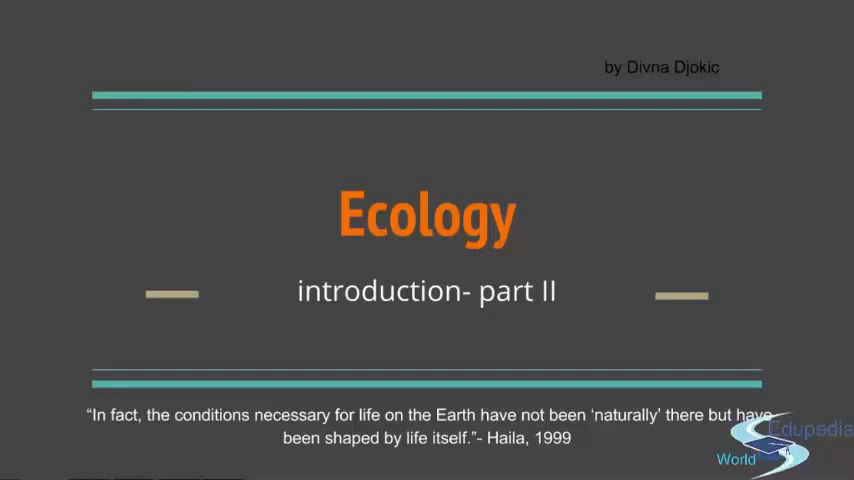 by Divna Djokic
Ecology
introduction- part II
“In fact, the conditions necessary for life on the Earth have not been ‘naturally’ there but have
been shaped by life itself.”- Haila, 1999
Edupedia
World